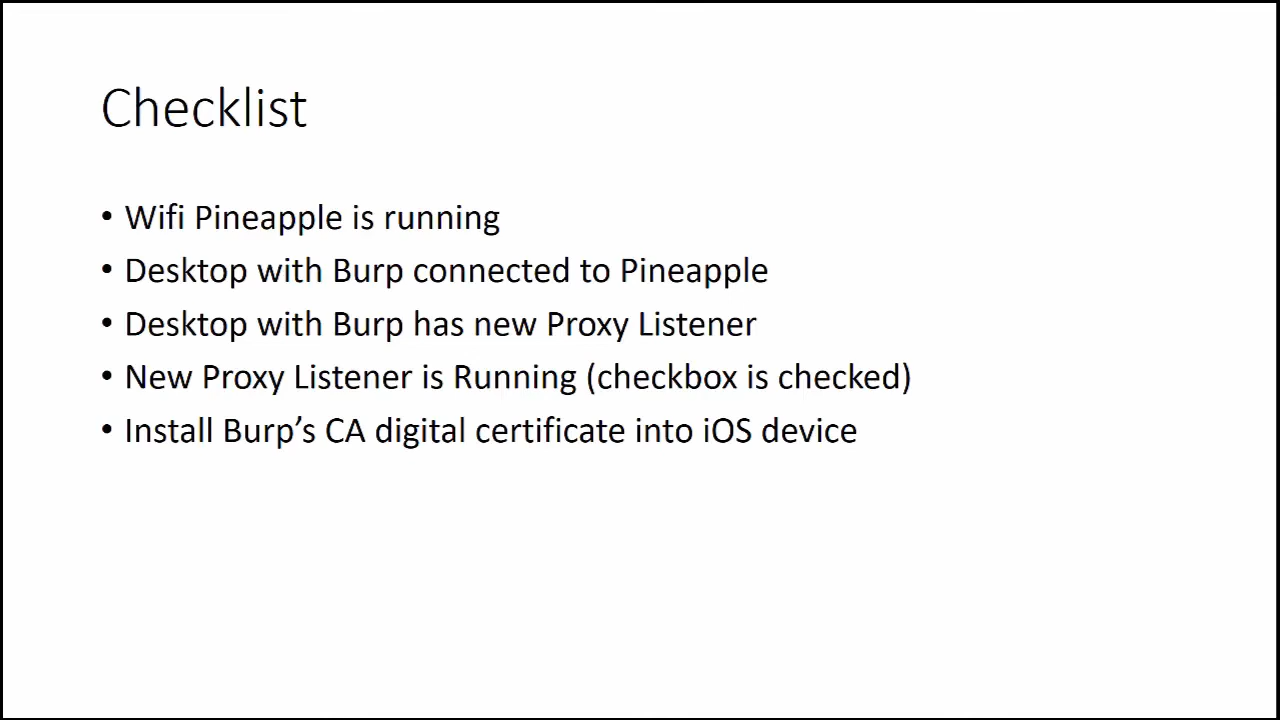 Checklist
• Wifi Pineapple is running
• Desktop with Burp connected to Pineapple
• Desktop with Burp has new Proxy Listener
• New Proxy Listener is Running (checkbox is checked)
• Install Burp’s CA digital certificate into iOS device